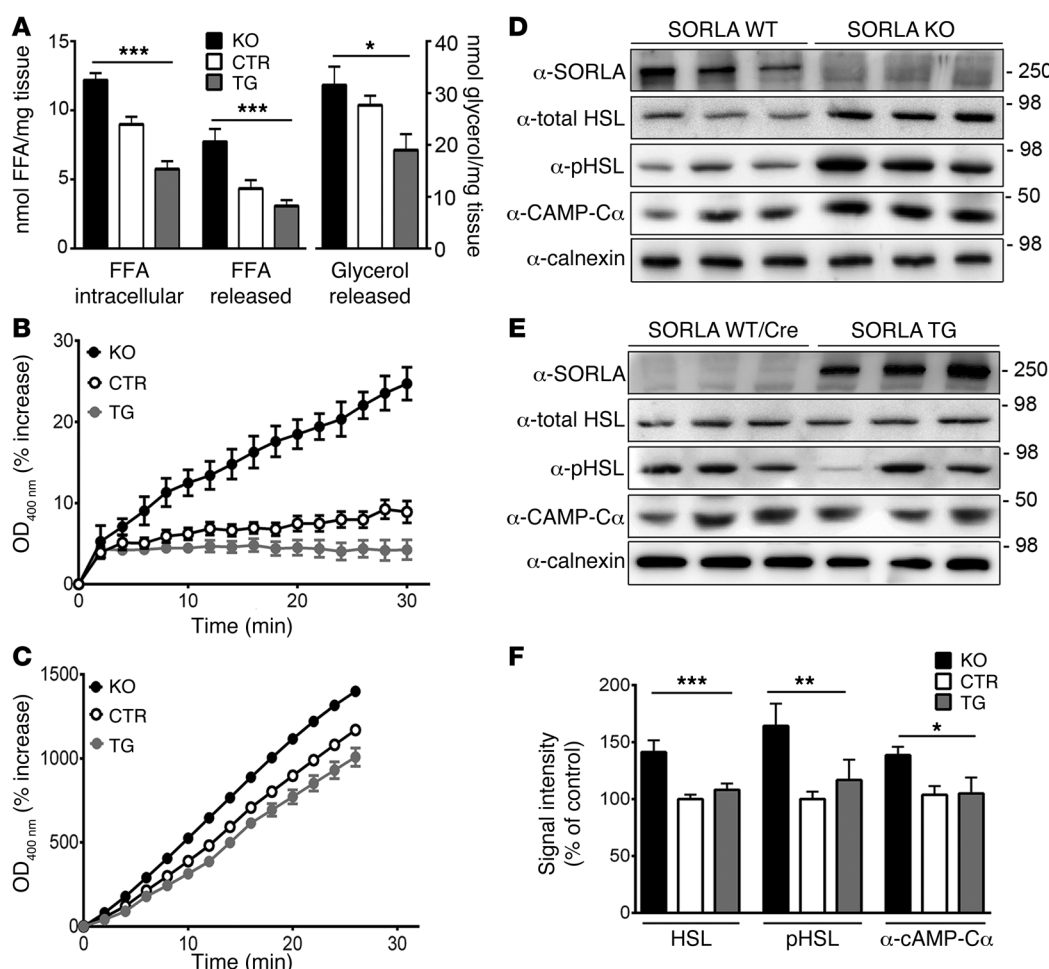 A
nmol FFA/mg tissue
15
10
5
0
***
KO
CTR
TG
***
*
40
30
20
10
0
nmol glycerol/mg tissue
FFA
intracellular
FFA
released
Glycerol
released
B
OD400 nm (% increase)
30
20
10
0
KO
CTR
TG
0
10
20
30
Time (min)
C
OD400 nm (% increase)
1500
1000
500
0
KO
CTR
TG
0
10
20
30
Time (min)
D
SORLA WT
SORLA KO
α-SORLA
250
α-total HSL
98
α-pHSL
98
α-CAMP-Cα
50
α-calnexin
98
E
SORLA WT/Cre
SORLA TG
α-SORLA
250
α-total HSL
98
α-pHSL
98
α-CAMP-Cα
50
α-calnexin
98
F
KO
CTR
TG
Signal intensity
(% of control)
200
150
100
50
0
***
**
*
HSL
pHSL
α-cAMP-Cα